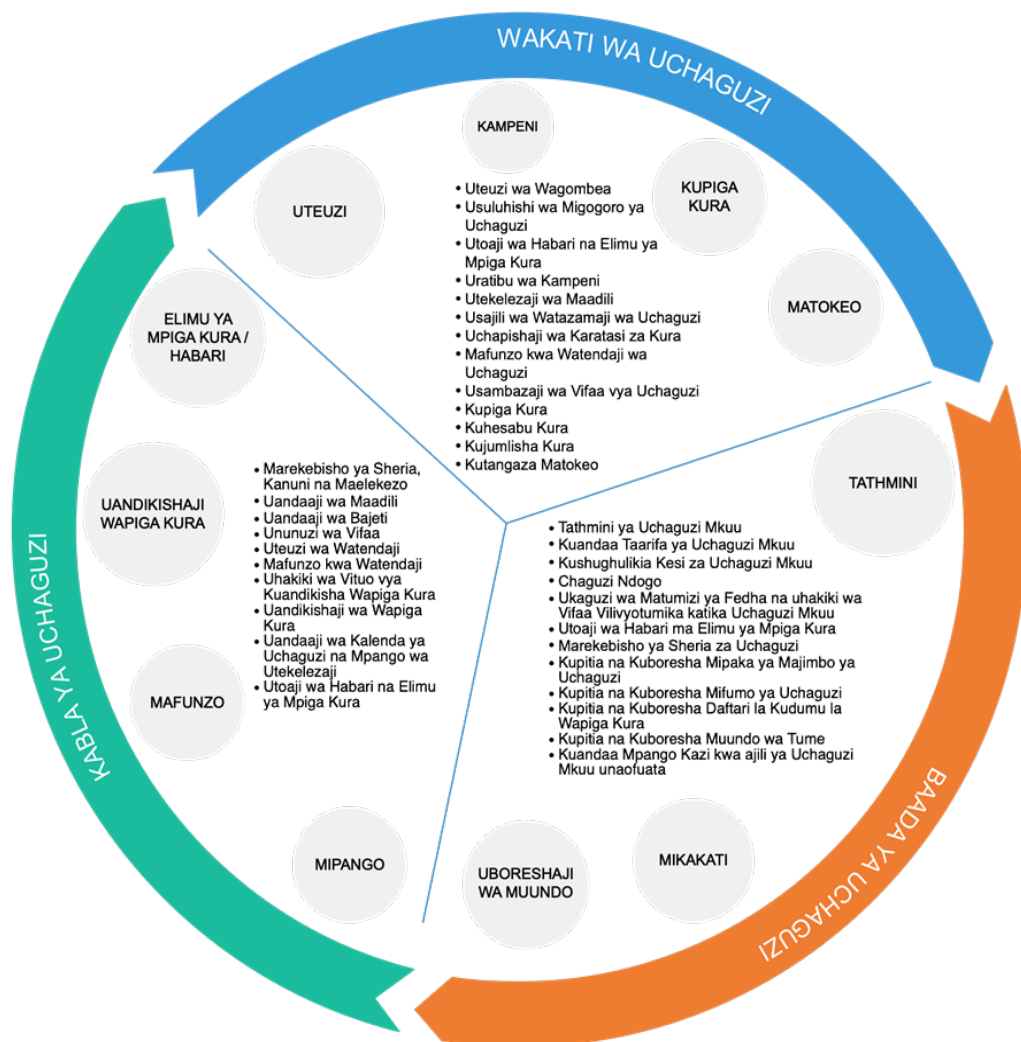 WAKATI WA UCHAGUZI
KAMPENI
UTEUZI
KUPIGA
KURA
MATOKEO
• Uteuzi wa Wagombea
• Usuluhishi wa Migogoro ya
Uchaguzi
• Utoaji wa Habari na Elimu ya
Mpiga Kura
• Uratibu wa Kampeni
• Utekelezaji wa Maadili
• Usajili wa Watazamaji wa Uchaguzi
• Uchapishaji wa Karatasi za Kura
• Mafunzo kwa Watendaji wa
Uchaguzi
• Usambazaji wa Vifaa vya Uchaguzi
• Kupiga Kura
• Kuhesabu Kura
• Kujumlisha Kura
• Kutangaza Matokeo
KABLA YA UCHAGUZI
ELIMU YA
MPIGA KURA /
HABARI
UANDIKISHAJI
WAPIGA KURA
MAFUNZO
MIPANGO
• Marekebisho ya Sheria,
Kanuni na Maelekezo
• Uandaaji wa Maadili
• Uandaaji wa Bajeti
• Ununuzi wa Vifaa
• Uteuzi wa Watendaji
• Mafunzo kwa Watendaji
• Uhakiki wa Vituo vya
Kuandikisha Wapiga Kura
• Uandikishaji wa Wapiga
Kura
• Uandaaji wa Kalenda ya
Uchaguzi na Mpango wa
Utekelezaji
• Utoaji wa Habari na Elimu
ya Mpiga Kura
BAADA YA UCHAGUZI
TATHMINI
• Tathmini ya Uchaguzi Mkuu
• Kuandaa Taarifa ya Uchaguzi Mkuu
• Kushughulikia Kesi za Uchaguzi Mkuu
• Chaguzi Ndogo
• Ukaguzi wa Matumizi ya Fedha na uhakiki wa
Vifaa Vilivyotumika katika Uchaguzi Mkuu
• Utoaji wa Habari ma Elimu ya Mpiga Kura
• Marekebisho ya Sheria za Uchaguzi
• Kupitia na Kuboresha Mipaka ya Majimbo ya
Uchaguzi
• Kupitia na Kuboresha Mifumo ya Uchaguzi
• Kupitia na Kuboresha Daftari la Kudumu la
Wapiga Kura
• Kupitia na Kuboresha Muundo wa Tume
• Kuandaa Mpango Kazi kwa ajili ya Uchaguzi
Mkuu unaofuata
MIKAKATI
UBORESHAJI
WA MUUNDO